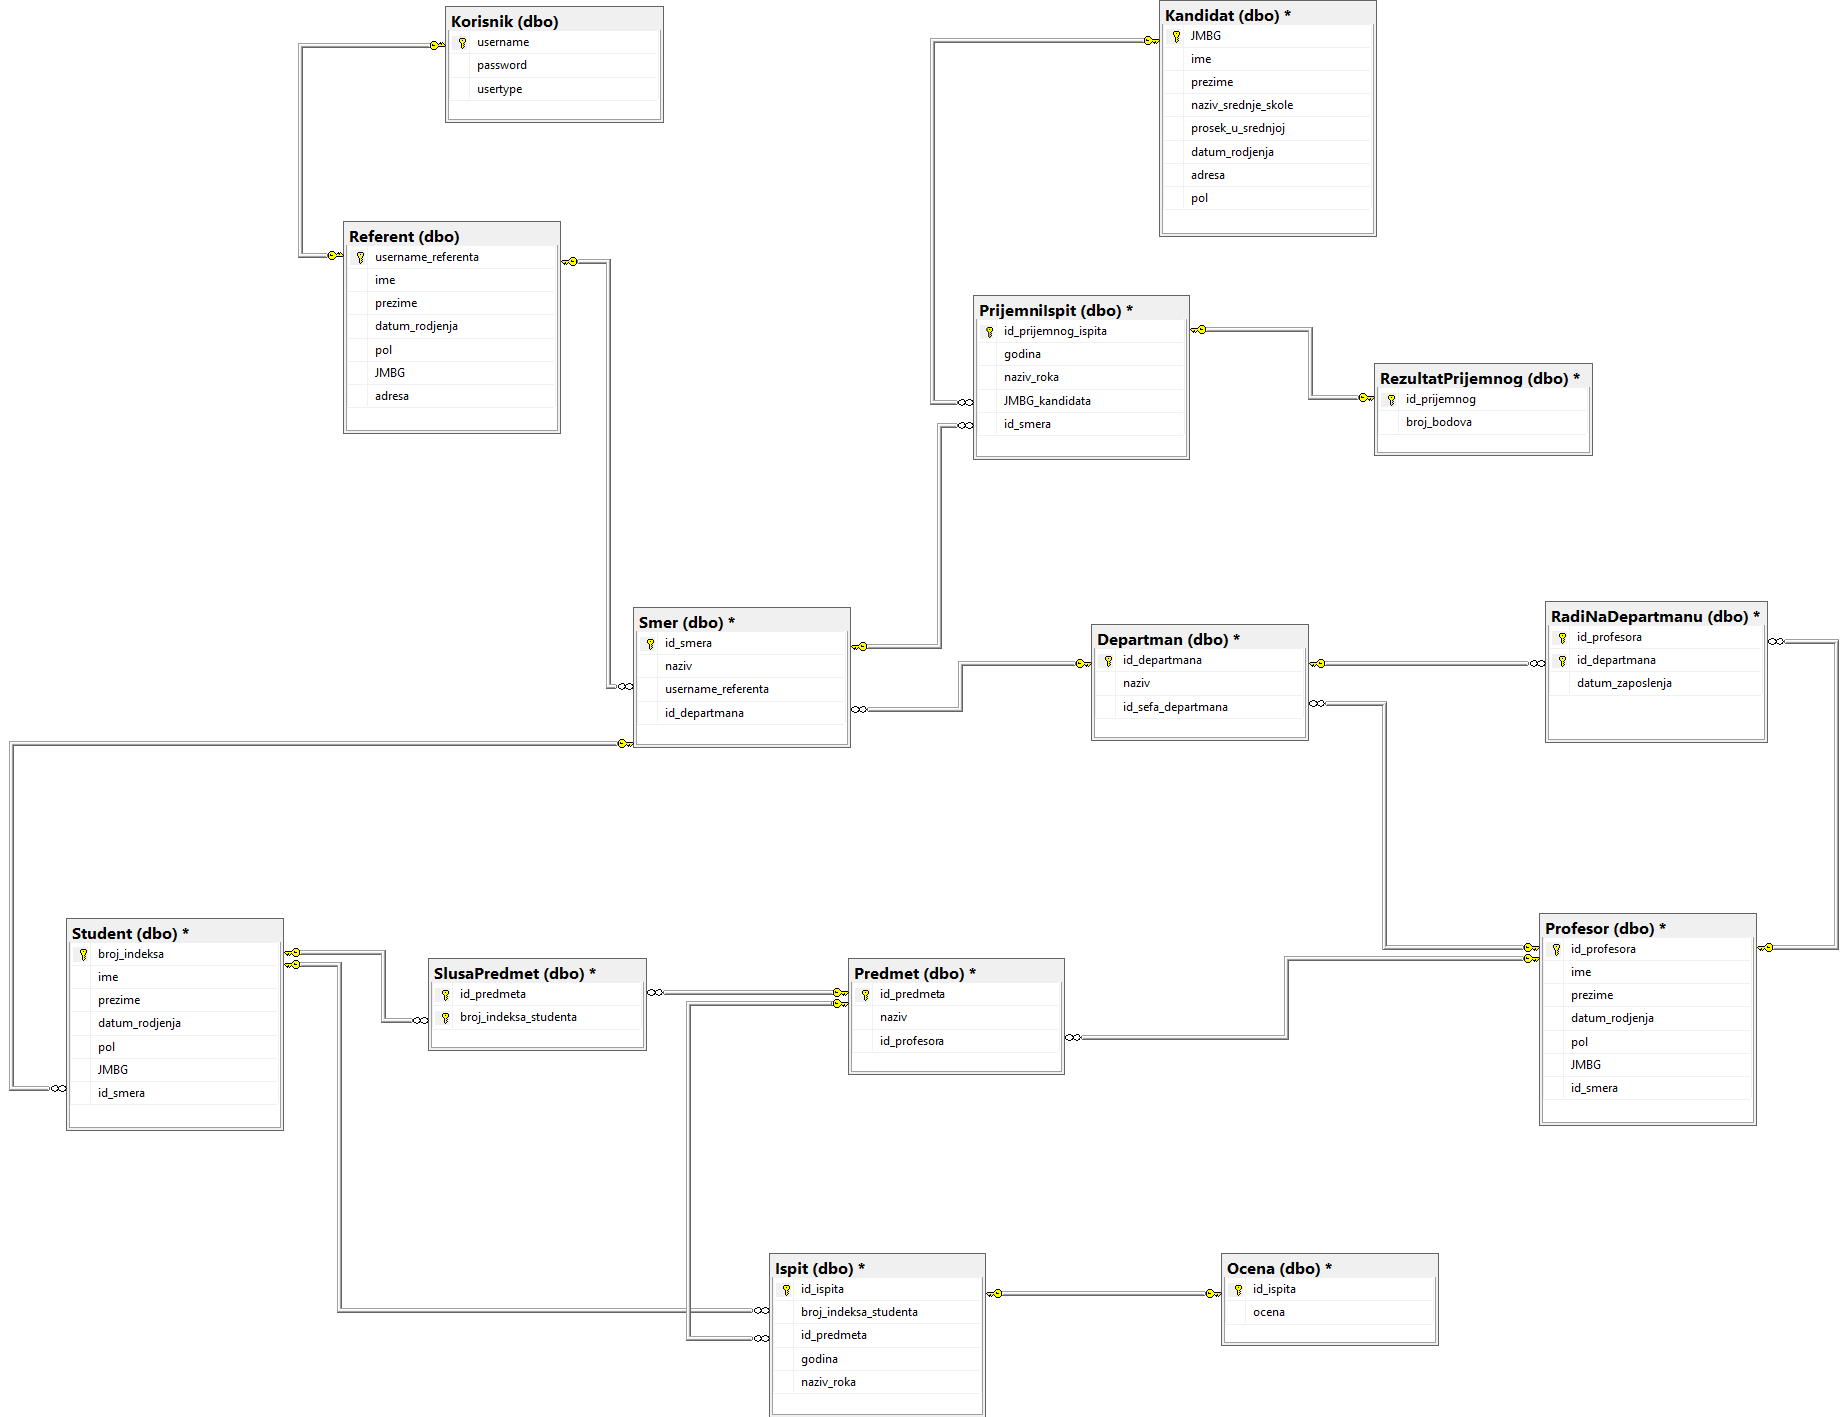 Korisnik (dbo)
username
password
usertype
Kandidat (dbo) *
JMBG
ime
prezime
naziv_srednje_skole
prosek_u_srednjoj
datum_rodjenja
adresa
pol
Referent (dbo)
username_referenta
ime
prezime
datum_rodjenja
pol
JMBG
adresa
PrijemniIspit (dbo) *
id_prijemnog_ispita
godina
naziv_roka
JMBG_kandidata
id_smera
RezultatPrijemnog (dbo) *
id_prijemnog
broj_bodova
Smer (dbo) *
id_smera
naziv
username_referenta
id_departmana
Departman (dbo) *
id_departmana
naziv
id_sefa_departmana
RadiNaDepartmanu (dbo) *
id_profesora
id_departmana
datum_zaposlenja
Student (dbo) *
broj_indeksa
ime
prezime
datum_rodjenja
pol
JMBG
id_smera
SlusaPredmet (dbo) *
id_predmeta
broj_indeksa_studenta
Predmet (dbo) *
id_predmeta
naziv
id_profesora
Profesor (dbo) *
id_profesora
ime
prezime
datum_rodjenja
pol
JMBG
id_smera
Ispit (dbo) *
id_ispita
broj_indeksa_studenta
id_predmeta
godina
naziv_roka
Ocena (dbo) *
id_ispita
ocena